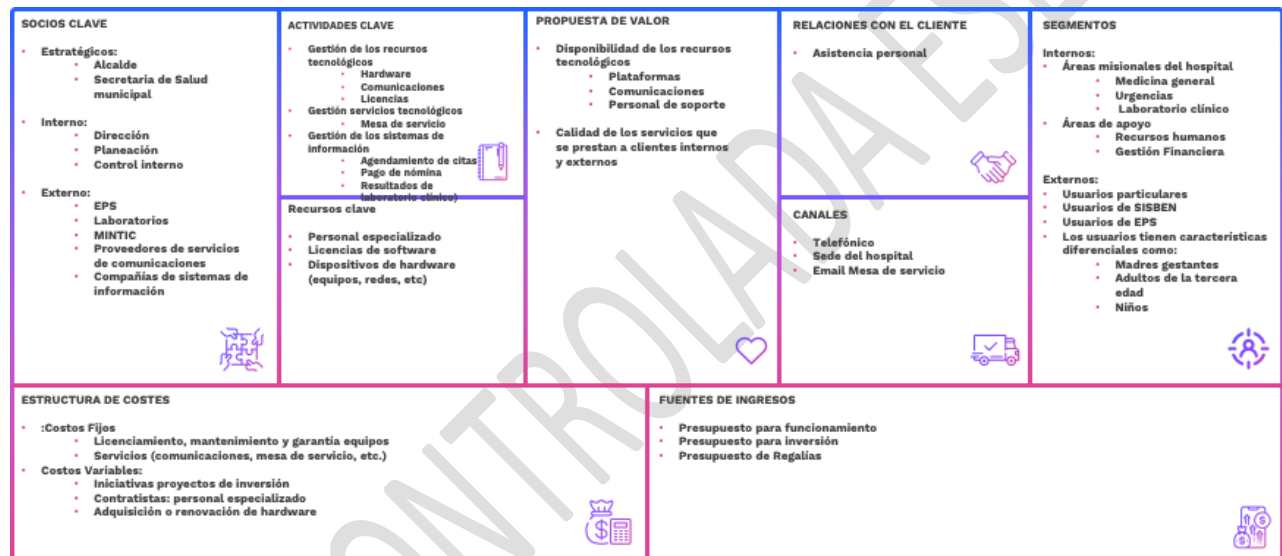 SOCIOS CLAVE
• Estratégicos:
• Alcalde
• Secretaria de Salud
municipal
• Interno:
• Dirección
• Planeación
• Control interno
• Externo:
• EPS
• Laboratorios
• MINTIC
• Proveedores de servicios
de comunicaciones
• Compañías de sistemas de
información
ACTIVIDADES CLAVE
• Gestión de los recursos
tecnológicos
• Hardware
• Comunicaciones
• Licencias
• Gestión servicios tecnológicos
• Mesa de servicio
• Gestión de los sistemas de
información
• Agendamiento de citas
• Pago de nómina
• Resultados de
laboratorio clínico)
Recursos clave
• Personal especializado
• Licencias de software
• Dispositivos de hardware
(equipos, redes, etc)
PROPUESTA DE VALOR
• Disponibilidad de los recursos
tecnológicos
• Plataformas
• Comunicaciones
• Personal de soporte
• Calidad de los servicios que
se prestan a clientes internos
y externos
RELACIONES CON EL CLIENTE
• Asistencia personal
CANALES
• Telefónico
• Sede del hospital
• Email Mesa de servicio
SEGMENTOS
Internos:
• Áreas misionales del hospital
• Medicina general
• Urgencias
• Laboratorio clínico
• Áreas de apoyo
• Recursos humanos
• Gestión Financiera
Externos:
• Usuarios particulares
• Usuarios de SISBEN
• Usuarios de EPS
• Los usuarios tienen características
diferenciales como:
• Madres gestantes
• Adultos de la tercera
edad
• Niños
ESTRUCTURA DE COSTES
• :Costos Fijos
• Licenciamiento, mantenimiento y garantía equipos
• Servicios (comunicaciones, mesa de servicio, etc.)
• Costos Variables:
• Iniciativas proyectos de inversión
• Contratistas: personal especializado
• Adquisición o renovación de hardware
FUENTES DE INGRESOS
• Presupuesto para funcionamiento
• Presupuesto para inversión
• Presupuesto de Regalías
ONTROLADA ES